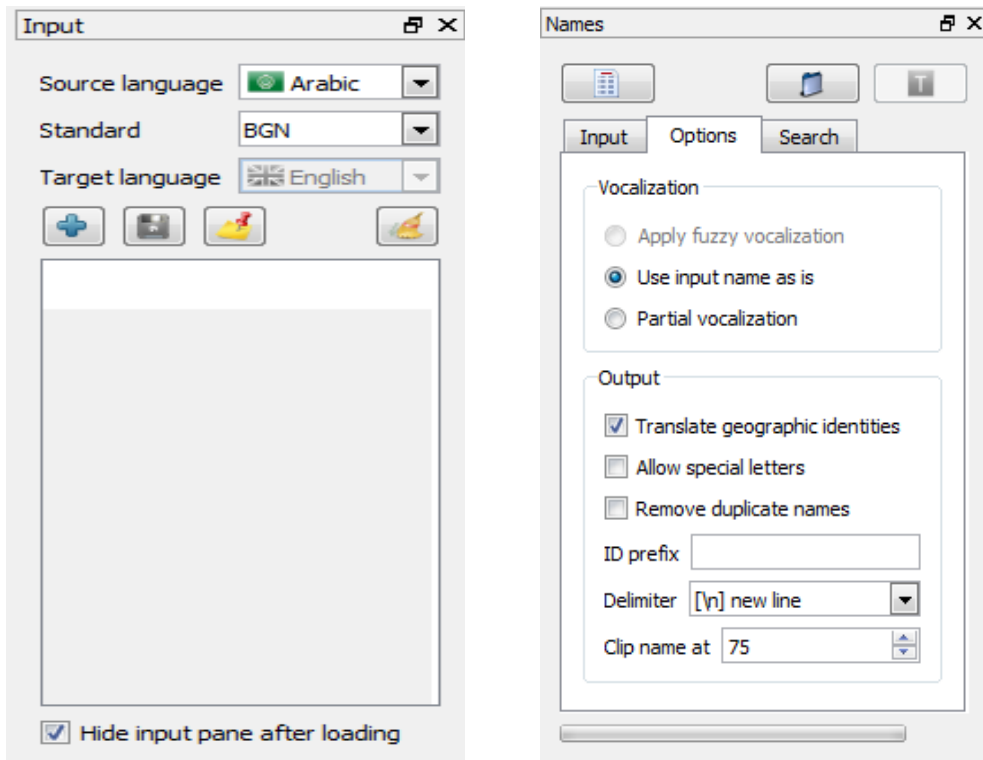 Input
Source language Arabic
Standard BGN
Target language English
Hide input pane after loading
Names
T
Input Options Search
Vocalization
Apply fuzzy vocalization
Use input name as is
Partial vocalization
Output
Translate geographic identities
Allow special letters
Remove duplicate names
ID prefix
Delimiter [\n] new line
Clip name at 75